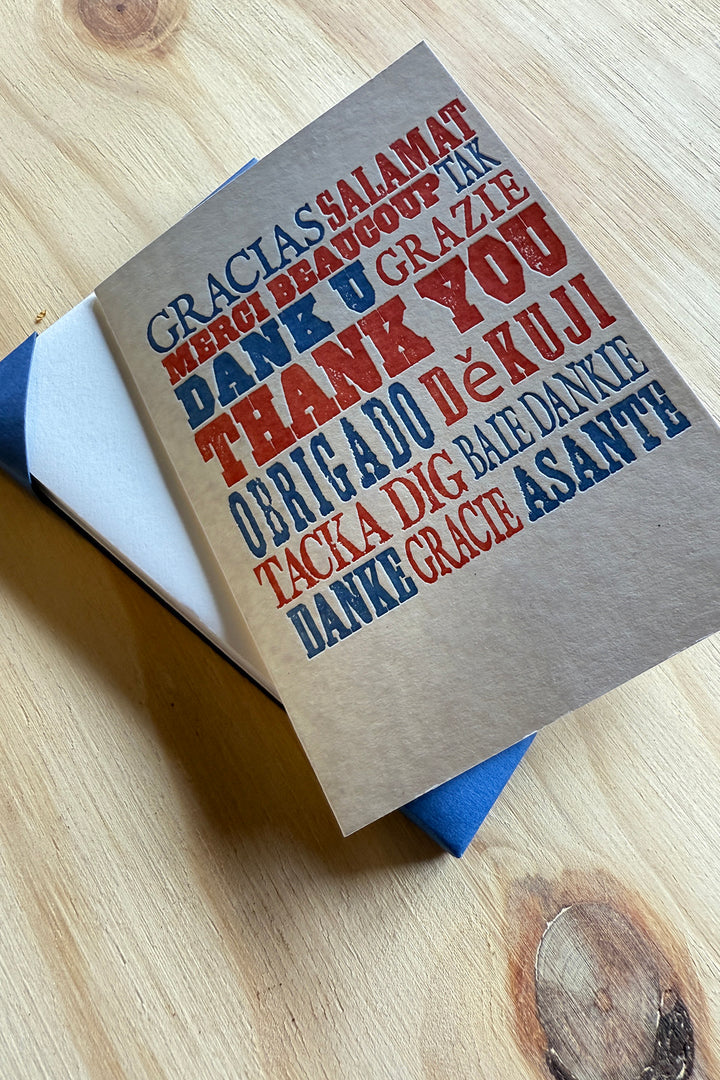 GRACIAS SALAMAT
MERCI BEAUCOUP TAK
DANK U GRAZIE
THANK YOU
OBRIGADO DěKUJI
TACKA DIG BAIE DANKIE
DANKE GRACIE ASANTE